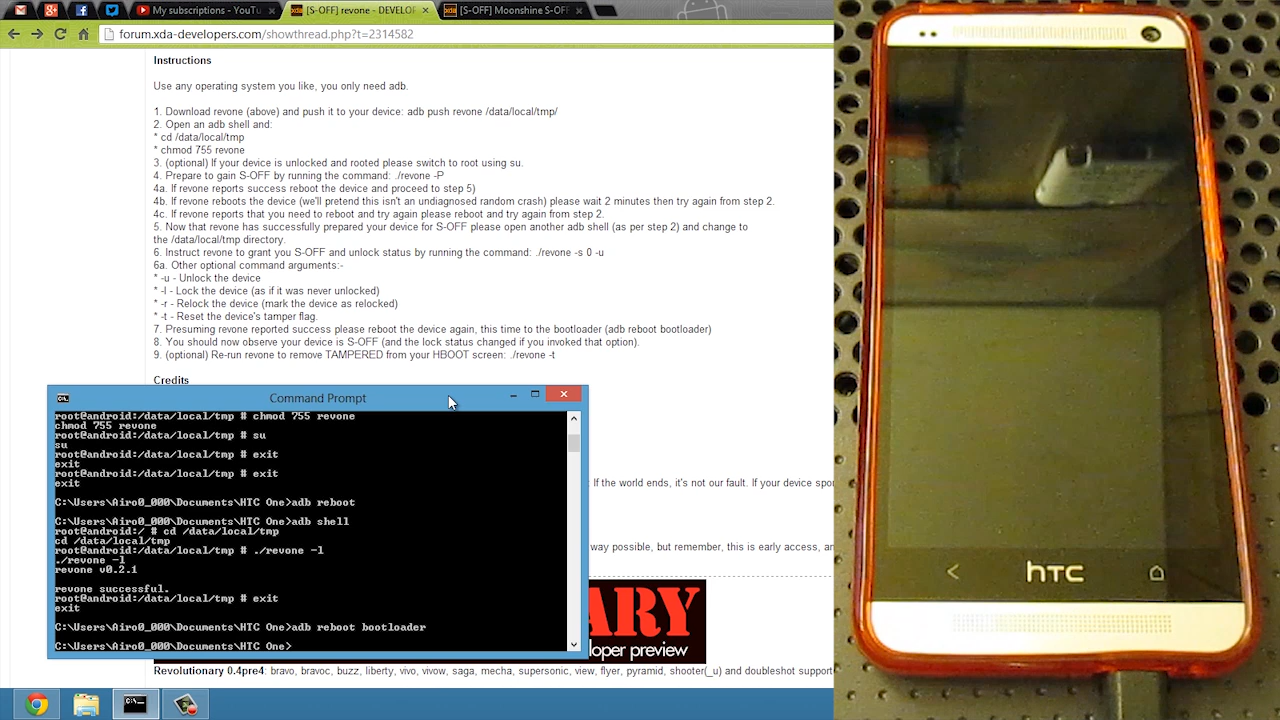 My subscriptions - YouTu
[S-OFF] revone - DEVELOP
[S-OFF] Moonshine S-OFF
forum.xda-developers.com/showthread.php?t=2314582
Instructions
Use any operating system you like, you only need adb.
1. Download revone (above) and push it to your device: adb push revone /data/local/tmp/
2. Open an adb shell and:
* cd /data/local/tmp
* chmod 755 revone
3. (optional) If your device is unlocked and rooted please switch to root using su.
4. Prepare to gain S-OFF by running the command: ./revone -P
4a. If revone reports success reboot the device and proceed to step 5)
4b. If revone reboots the device (we'll pretend this isn't an undiagnosed random crash) please wait 2 minutes then try again from step 2.
4c. If revone reports that you need to reboot and try again please reboot and try again from step 2.
5. Now that revone has successfully prepared your device for S-OFF please open another adb shell (as per step 2) and change to
the /data/local/tmp directory.
6. Instruct revone to grant you S-OFF and unlock status by running the command: ./revone -s 0 -u
6a. Other optional command arguments:-
* -u - Unlock the device
* -l - Lock the device (as if it was never unlocked)
* -r - Relock the device (mark the device as relocked)
* -t - Reset the device's tamper flag.
7. Presuming revone reported success please reboot the device again, this time to the bootloader (adb reboot bootloader)
8. You should now observe your device is S-OFF (and the lock status changed if you invoked that option).
9. (optional) Re-run revone to remove TAMPERED from your HBOOT screen: ./revone -t
Credits
Command Prompt
root@android:/data/local/tmp # chmod 755 revone
chmod 755 revone
root@android:/data/local/tmp # su
su
root@android:/data/local/tmp # exit
exit
root@android:/data/local/tmp # exit
exit
C:\Users\Airo0_000\Documents\HTC One>adb reboot
C:\Users\Airo0_000\Documents\HTC One>adb shell
root@android:/ # cd /data/local/tmp
cd /data/local/tmp
root@android:/data/local/tmp # ./revone -l
./revone -l
revone v0.2.1
revone successful.
root@android:/data/local/tmp # exit
exit
C:\Users\Airo0_000\Documents\HTC One>adb reboot bootloader
C:\Users\Airo0_000\Documents\HTC One>
If the world ends, it's not our fault. If your device spo
way possible, but remember, this is early access, an
ARY
eloper preview
Revolutionary 0.4pre4: bravo, bravoc, buzz, liberty, vivo, vivow, saga, mecha, supersonic, view, flyer, pyramid, shooter(_u) and doubleshot support
hTC